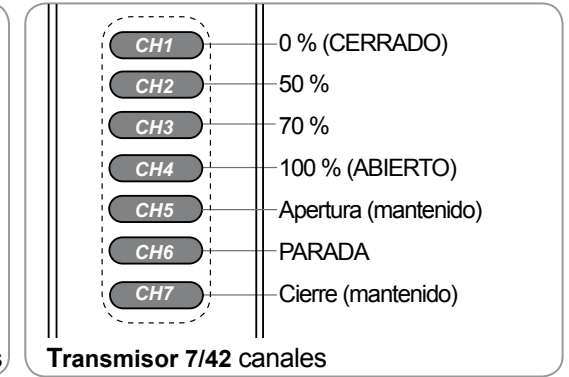 CH1 0 % (CERRADO)
CH2 50 %
CH3 70 %
CH4 100 % (ABIERTO)
CH5 Apertura (mantenido)
CH6 PARADA
CH7 Cierre (mantenido)
Transmisor 7/42 canales